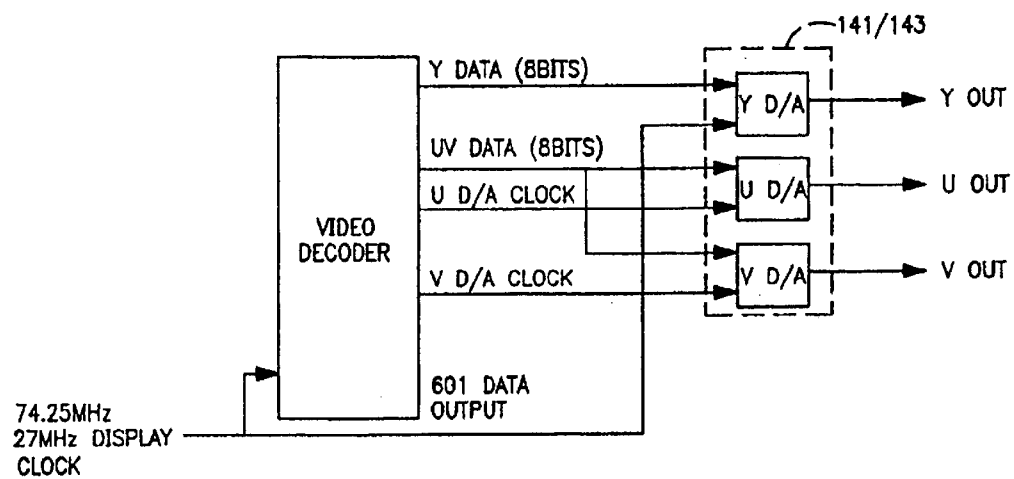 141/143
Y DATA (8BITS)
Y D/A
Y OUT
UV DATA (8BITS)
U D/A CLOCK
U D/A
U OUT
VIDEO
DECODER
V D/A CLOCK
V D/A
V OUT
601 DATA
OUTPUT
74.25MHz
27MHz DISPLAY
CLOCK